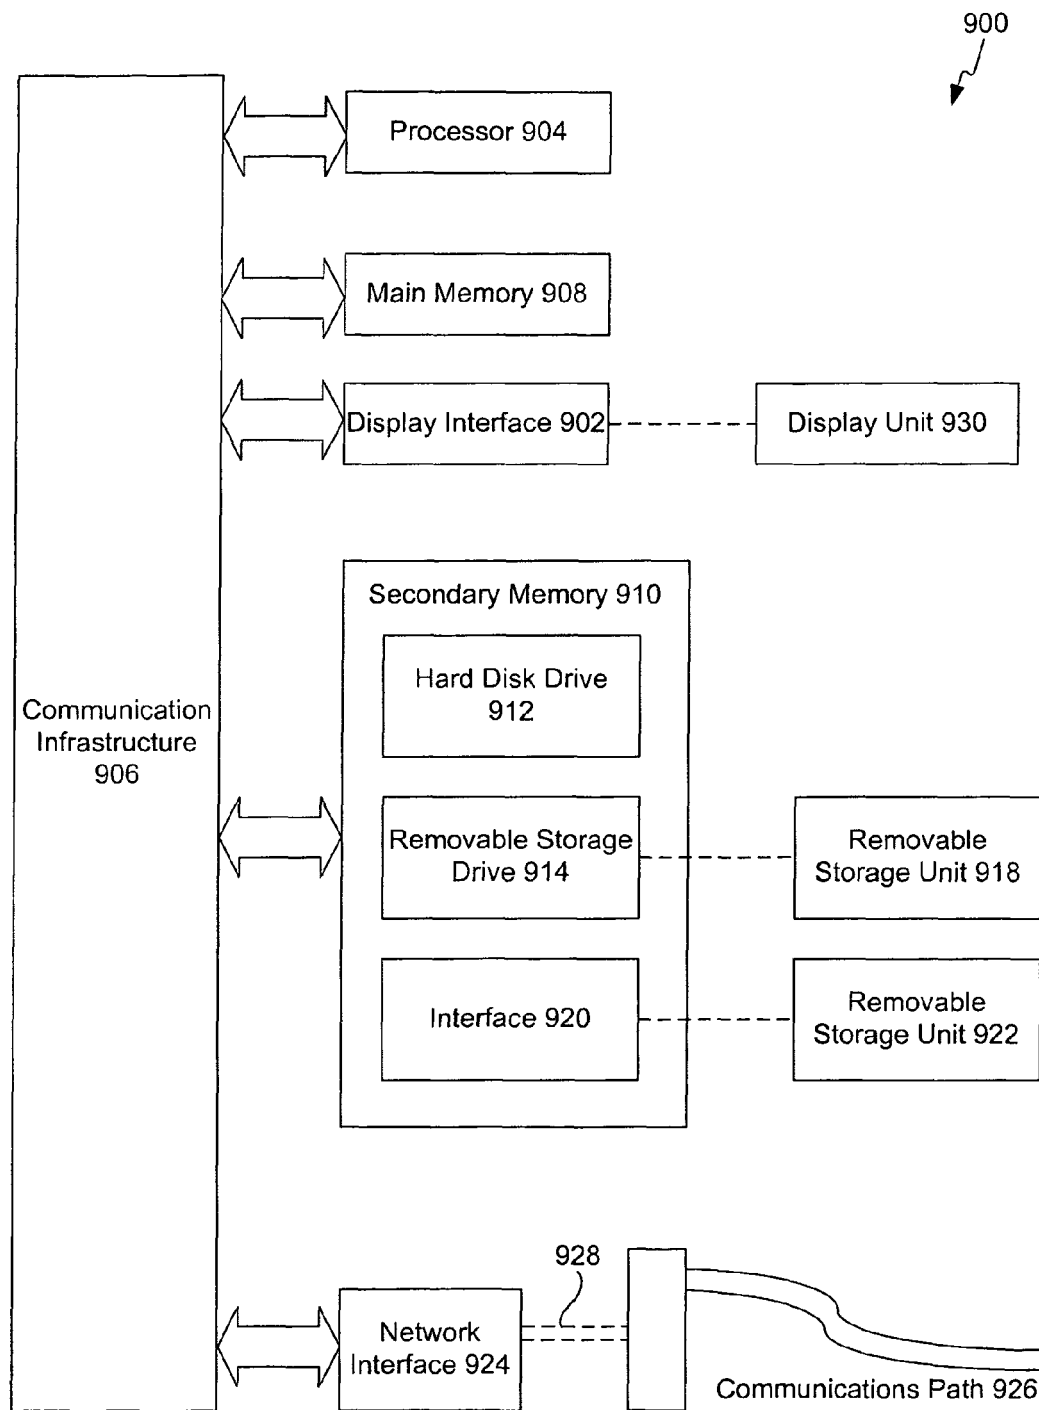 900
Processor 904
Main Memory 908
Display Interface 902
Display Unit 930
Secondary Memory 910
Hard Disk Drive
912
Communication
Infrastructure
906
Removable Storage
Drive 914
Removable
Storage Unit 918
Interface 920
Removable
Storage Unit 922
928
Network
Interface 924
Communications Path 926